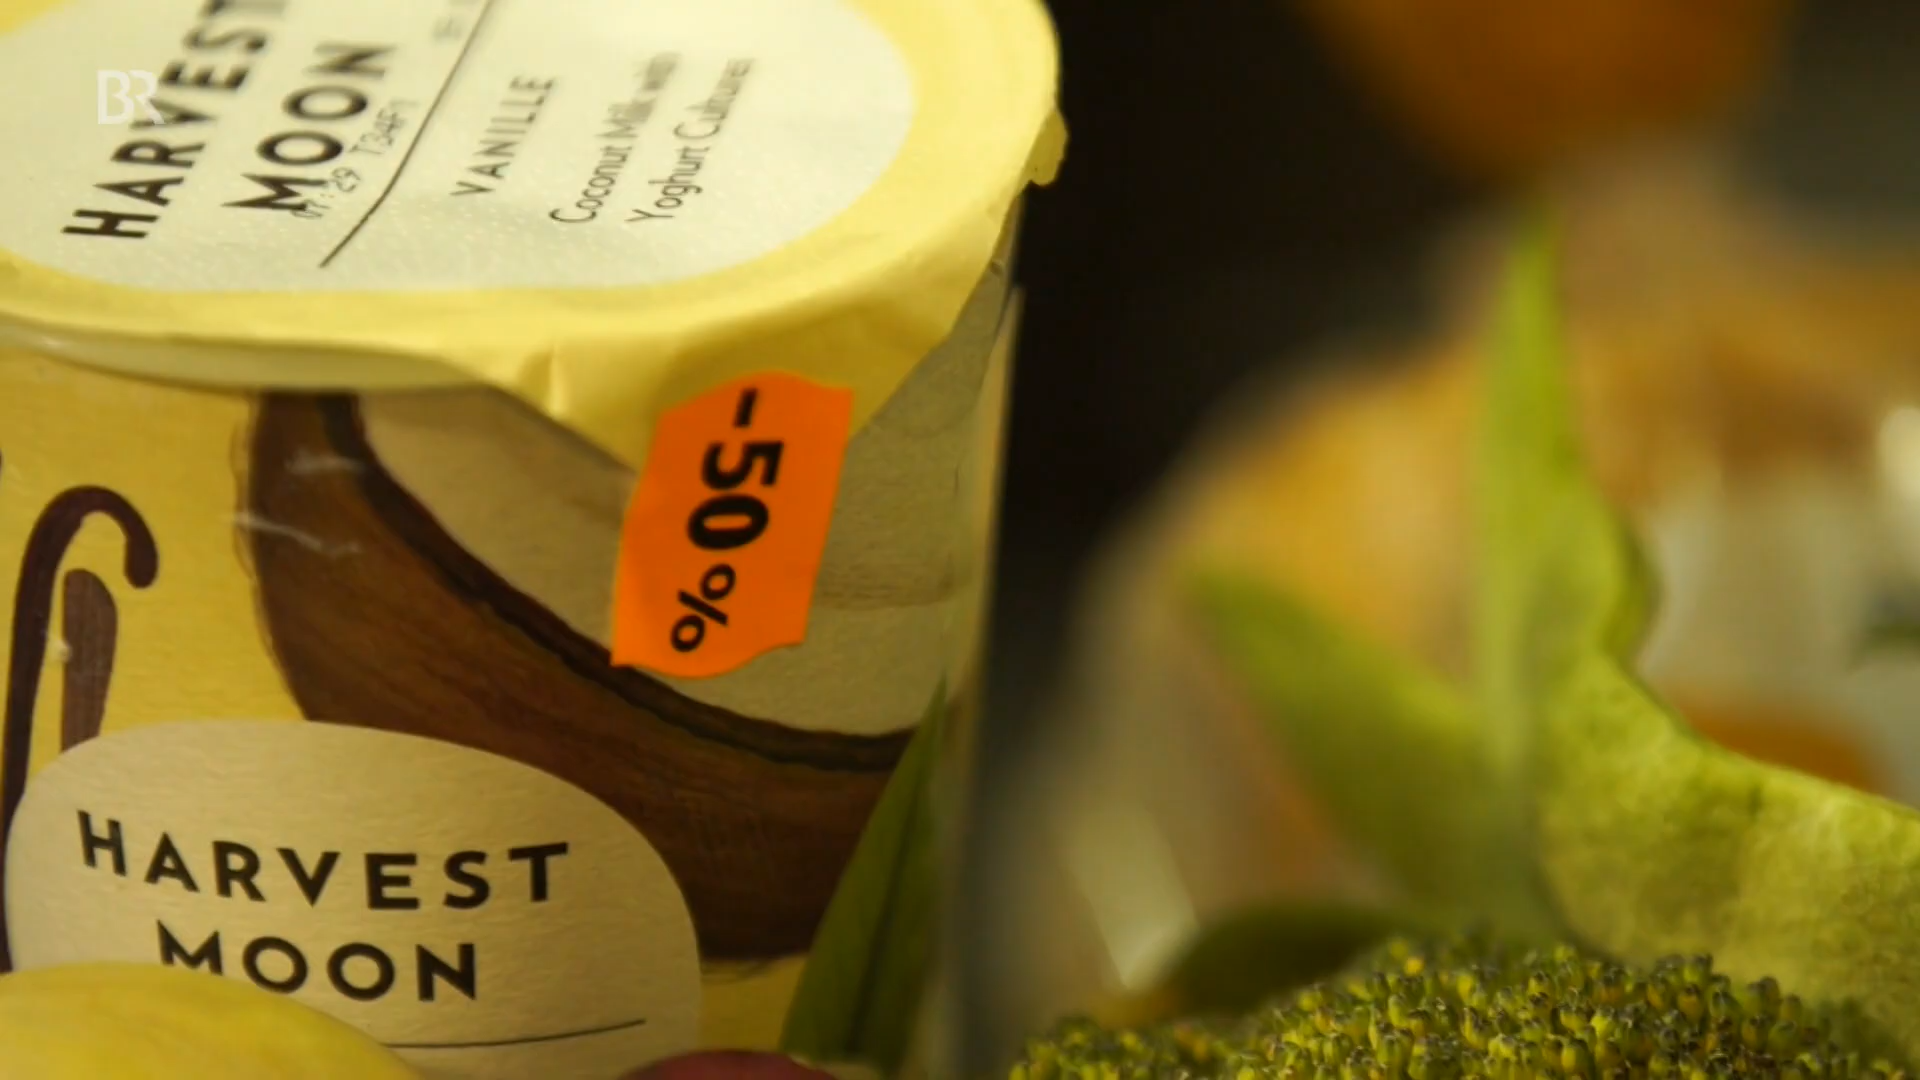 BR
HARVEST
MOON
VANILLE
Coconut Milk with
Yoghurt Cultures
-50%
HARVEST
MOON